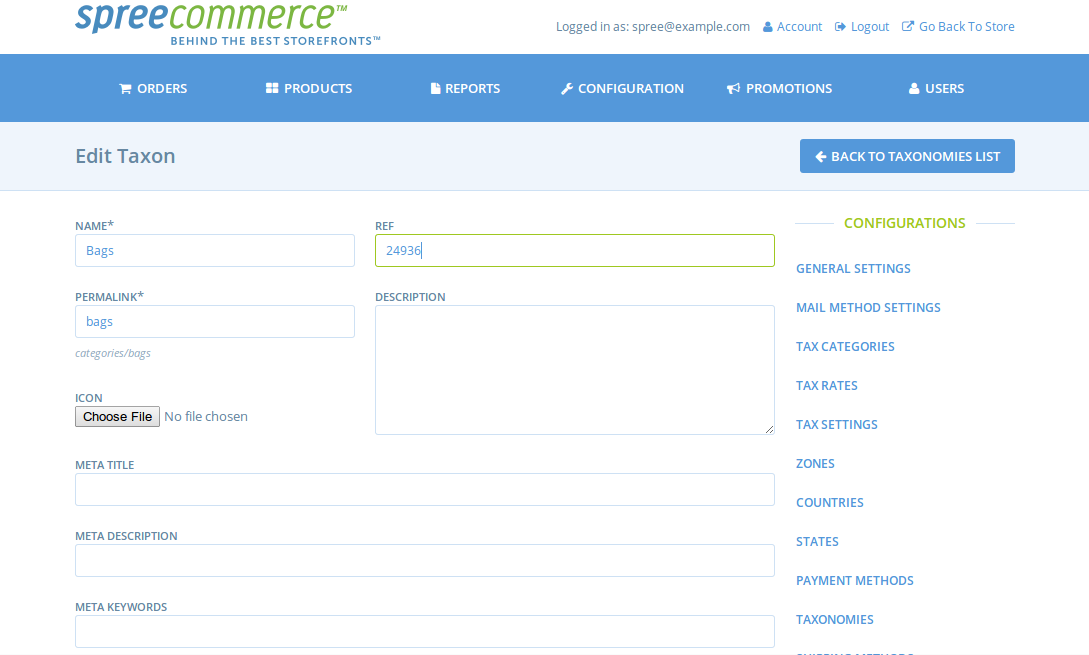 spreecommerce™
BEHIND THE BEST STOREFRONTS™
Logged in as: spree@example.com Account Logout Go Back To Store
ORDERS PRODUCTS REPORTS CONFIGURATION PROMOTIONS USERS
Edit Taxon
BACK TO TAXONOMIES LIST
NAME*
Bags
REF
24936
PERMALINK*
bags
categories/bags
DESCRIPTION
ICON
Choose File No file chosen
META TITLE
META DESCRIPTION
META KEYWORDS
CONFIGURATIONS
GENERAL SETTINGS
MAIL METHOD SETTINGS
TAX CATEGORIES
TAX RATES
TAX SETTINGS
ZONES
COUNTRIES
STATES
PAYMENT METHODS
TAXONOMIES